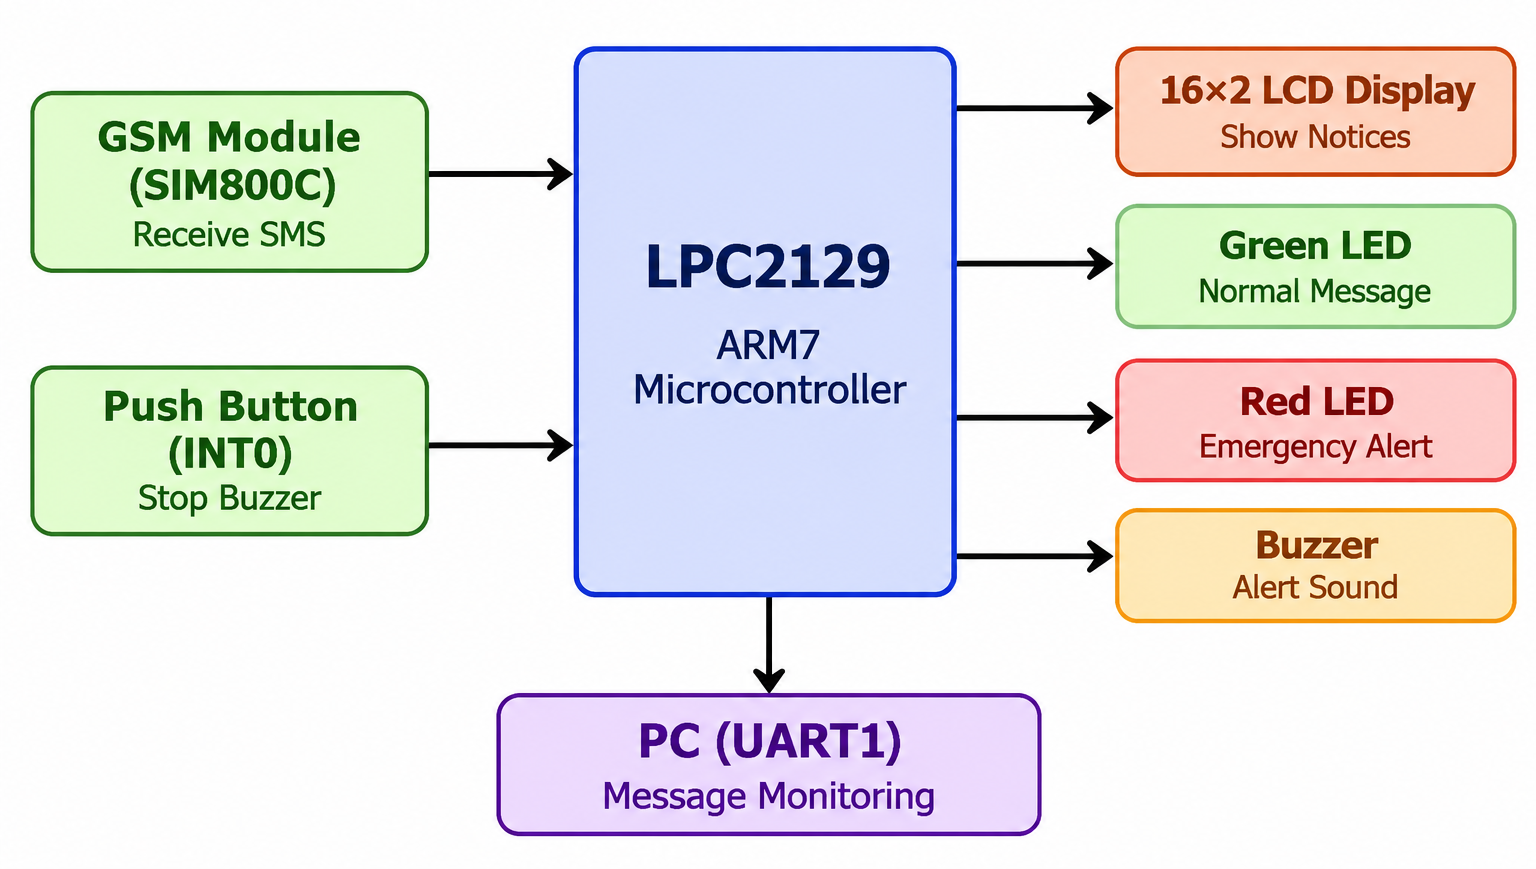 GSM Module
(SIM800C)
Receive SMS
Push Button
(INT0)
Stop Buzzer
LPC2129
ARM7
Microcontroller
16×2 LCD Display
Show Notices
Green LED
Normal Message
Red LED
Emergency Alert
Buzzer
Alert Sound
PC (UART1)
Message Monitoring